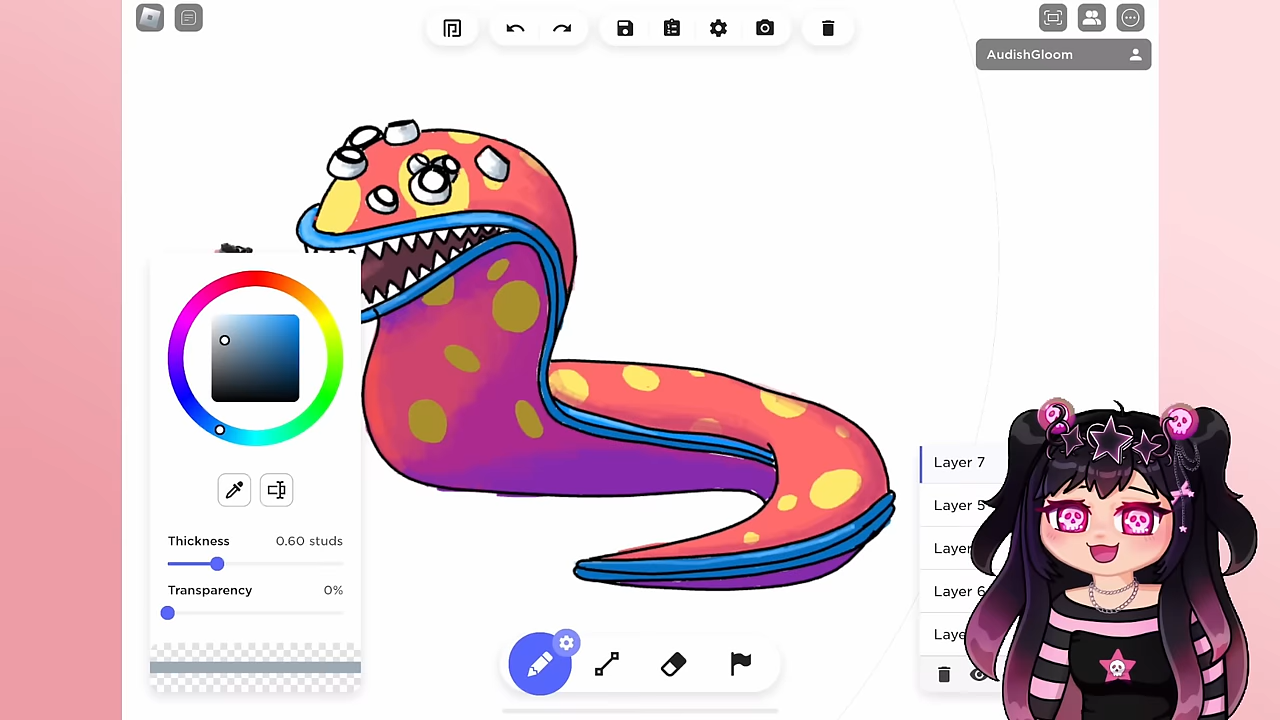 AudishGloom
Layer 7
Layer 5
Layer 6
Thickness
0.60 studs
Transparency
0%